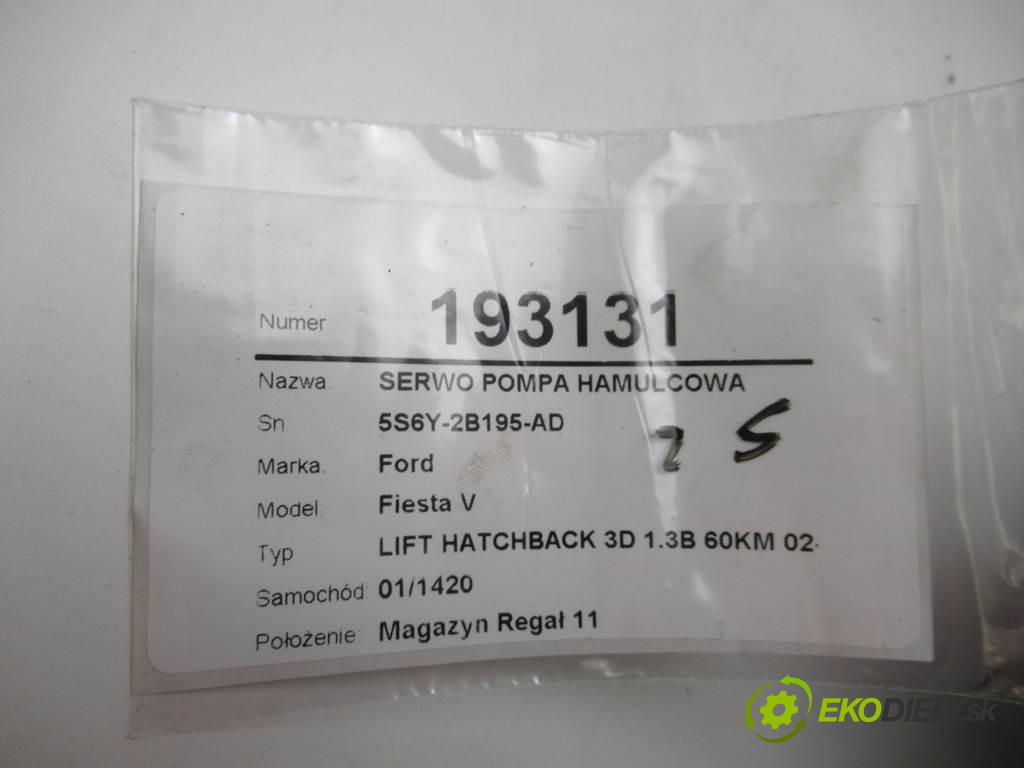 Numer 193131
Nazwa: SERWO POMPA HAMULCOWA
Sn: 5S6Y-2B195-AD
2 5
Marka: Ford
Model: Fiesta V
Typ LIFT HATCHBACK 3D 1.3B 60KM 02-
Samochód: 01/1420
Położenie: Magazyn Regał 11
EKODIELY.sk